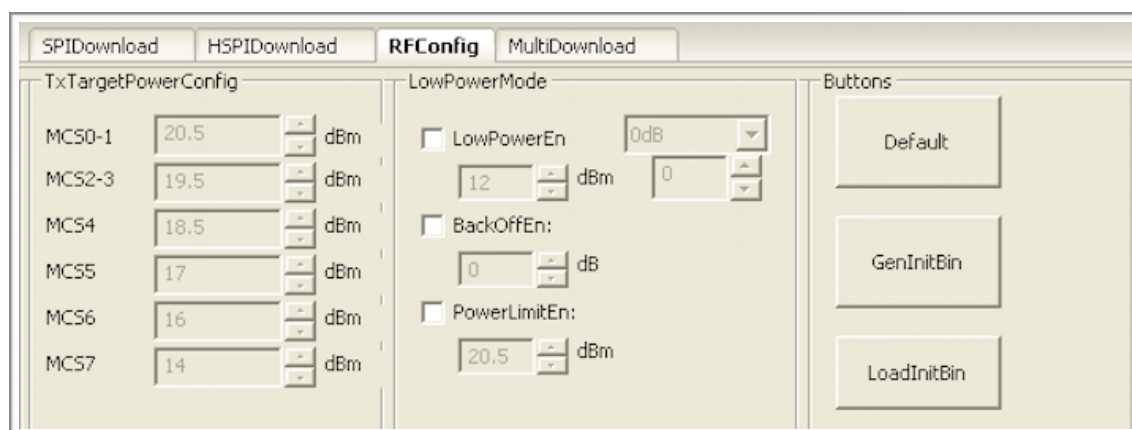 SPIDownload HSPIDownload RFConfig MultiDownload
TxTargetPowerConfig
MCS0-1 20.5 dBm
MCS2-3 19.5 dBm
MCS4 18.5 dBm
MCS5 17 dBm
MCS6 16 dBm
MCS7 14 dBm
LowPowerMode
LowPowerEn 0dB
12 dBm 0
BackOffEn:
0 dB
PowerLimitEn:
20.5 dBm
Buttons
Default
GenInitBin
LoadInitBin